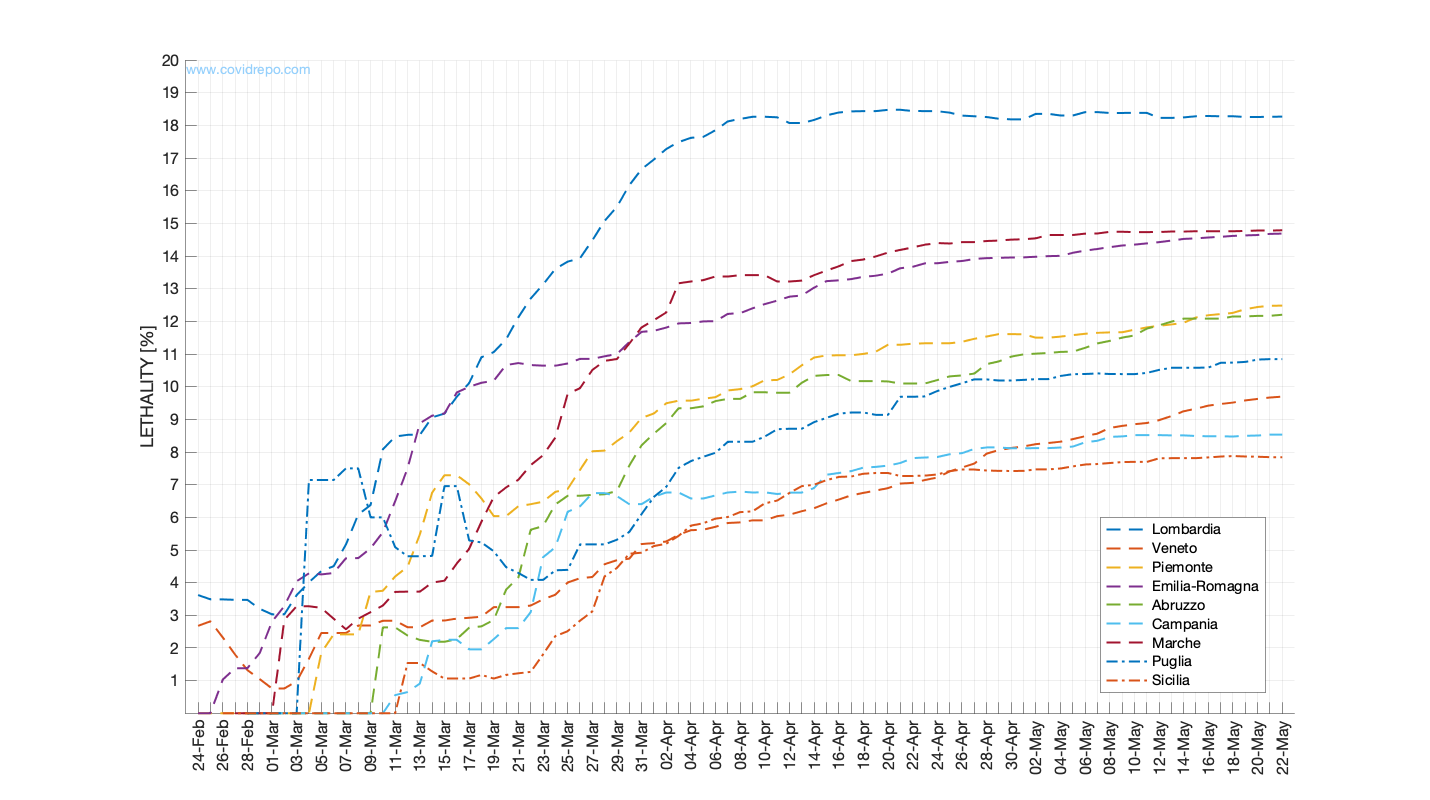 20
www.covidrepo.com
19
18
17
16
15
14
13
12
11
10
9
8
7
6
5
4
3
2
1
LETHALITY [%]
Lombardia
Veneto
Piemonte
Emilia-Romagna
Abruzzo
Campania
Marche
Puglia
Sicilia
24-Feb
26-Feb
28-Feb
01-Mar
03-Mar
05-Mar
07-Mar
09-Mar
11-Mar
13-Mar
15-Mar
17-Mar
19-Mar
21-Mar
23-Mar
25-Mar
27-Mar
29-Mar
31-Mar
02-Apr
04-Apr
06-Apr
08-Apr
10-Apr
12-Apr
14-Apr
16-Apr
18-Apr
20-Apr
22-Apr
24-Apr
26-Apr
28-Apr
30-Apr
02-May
04-May
06-May
08-May
10-May
12-May
14-May
16-May
18-May
20-May
22-May